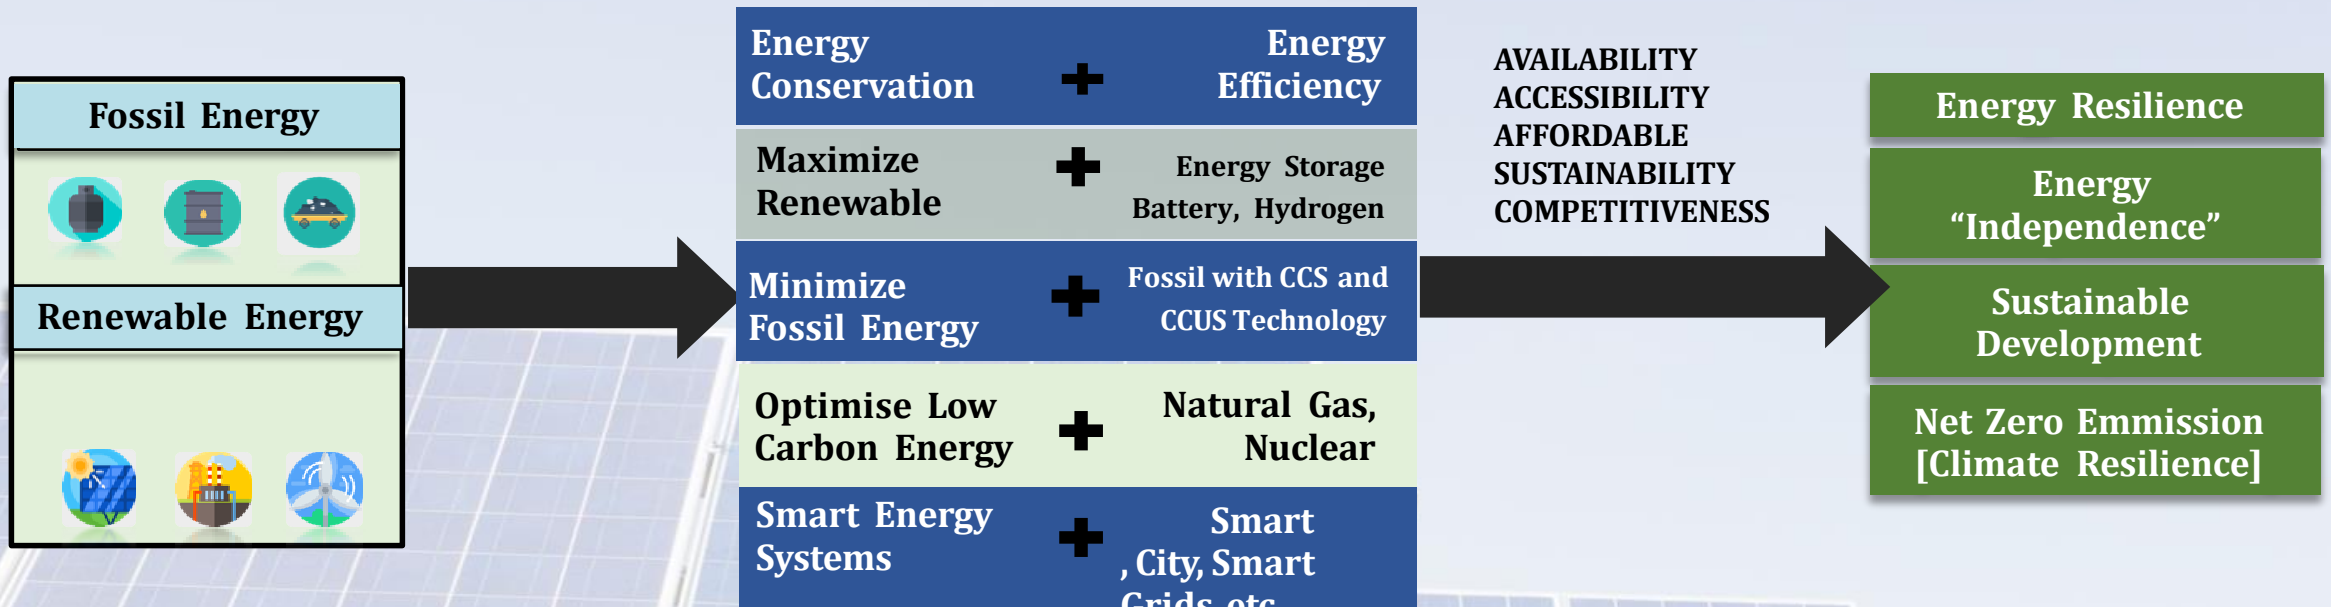 Fossil Energy
Renewable Energy
Energy
Conservation
Energy
Efficiency
Maximize
Renewable
Energy Storage
Battery, Hydrogen
Minimize
Fossil Energy
Fossil with CCS and
CCUS Technology
Optimise Low
Carbon Energy
Natural Gas,
Nuclear
Smart Energy
Systems
Smart
, City, Smart
Grids etc
AVAILABILITY
ACCESSIBILITY
AFFORDABLE
SUSTAINABILITY
COMPETITIVENESS
Energy Resilience
Energy
“Independence”
Sustainable
Development
Net Zero Emmission
[Climate Resilience]